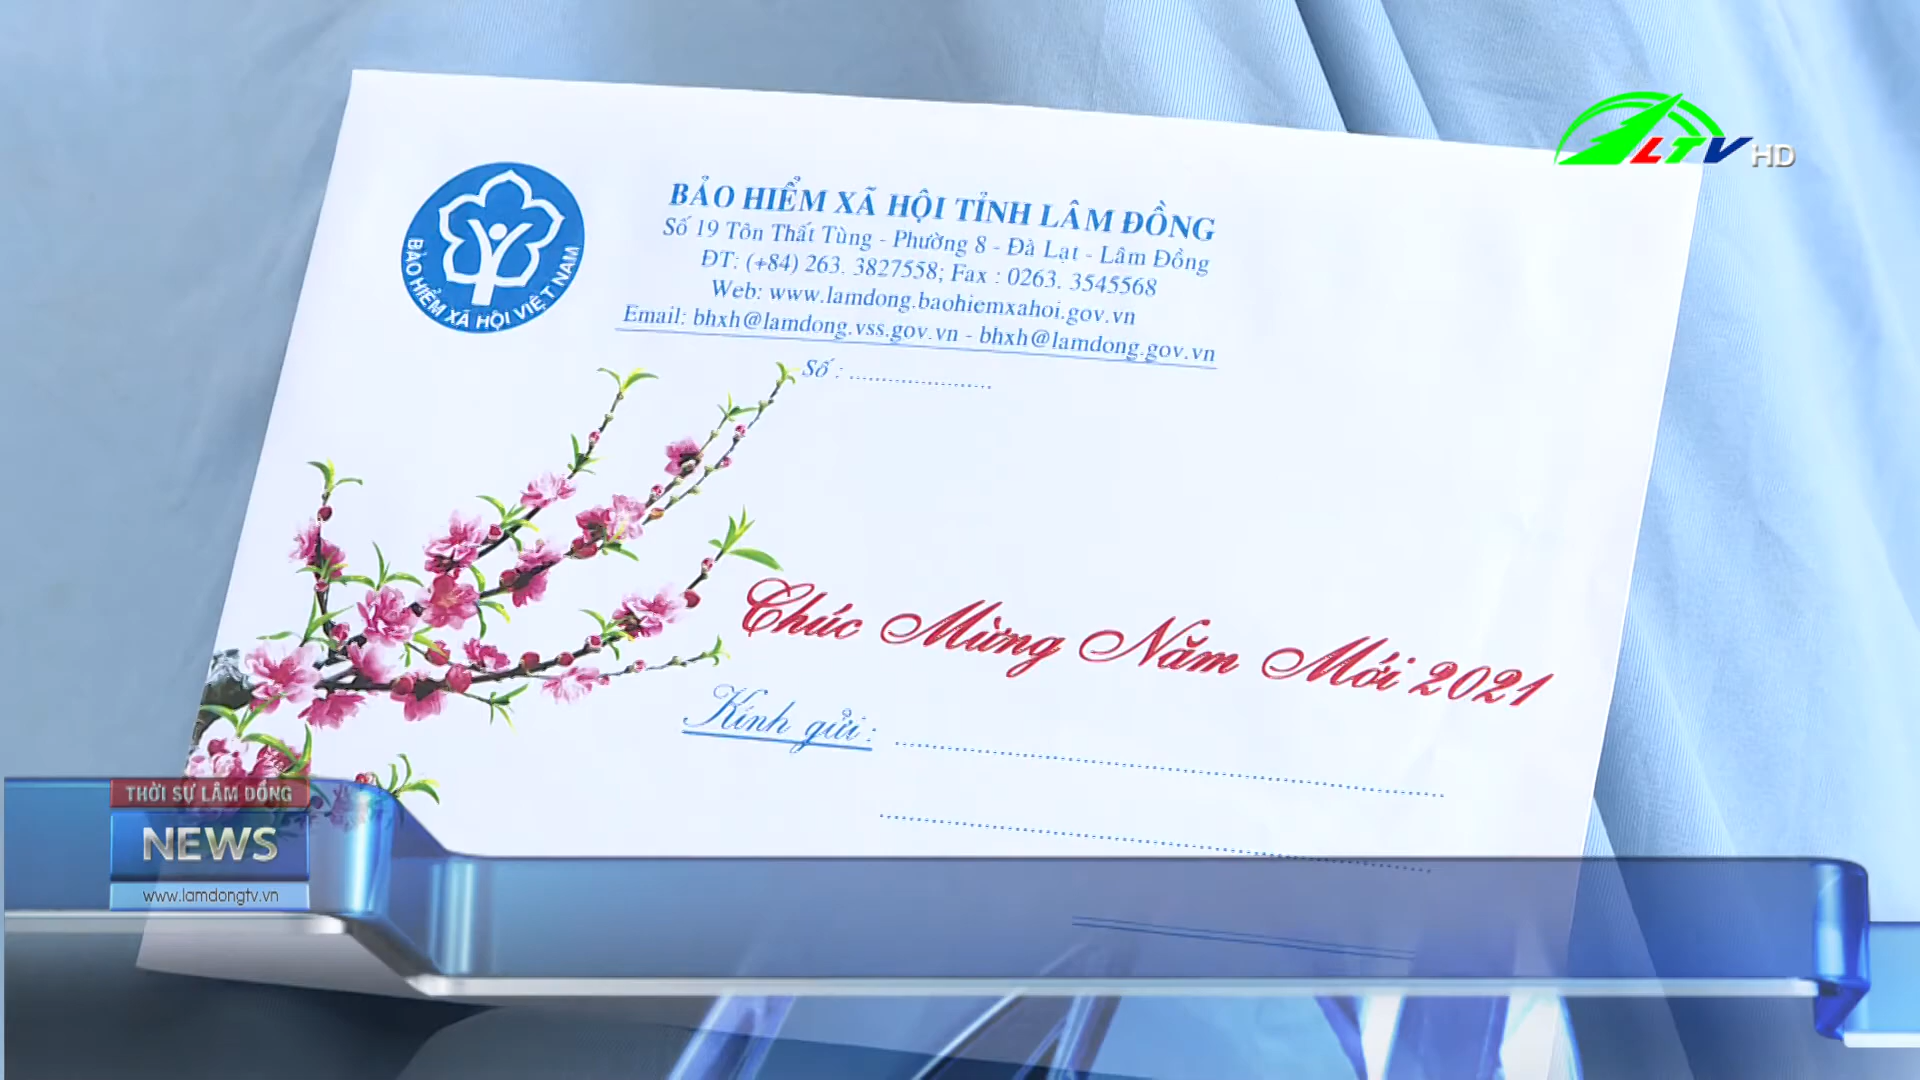 LTV HD
BẢO HIỂM XÃ HỘI TỈNH LÂM ĐỒNG
Số 19 Tôn Thất Tùng - Phường 8 - Đà Lạt - Lâm Đồng
ĐT: (+84) 263. 3827558; Fax : 0263. 3545568
Web: www.lamdong.baohiemxahoi.gov.vn
Email: bhxh@lamdong.vss.gov.vn - bhxh@lamdong.gov.vn
Số : .....................
BẢO HIỂM XÃ HỘI VIỆT NAM
Chúc Mừng Năm Mới 2021
Kính gửi: ..............................................................
..............................................................
THỜI SỰ LÂM ĐỒNG
NEWS
www.lamdongtv.vn